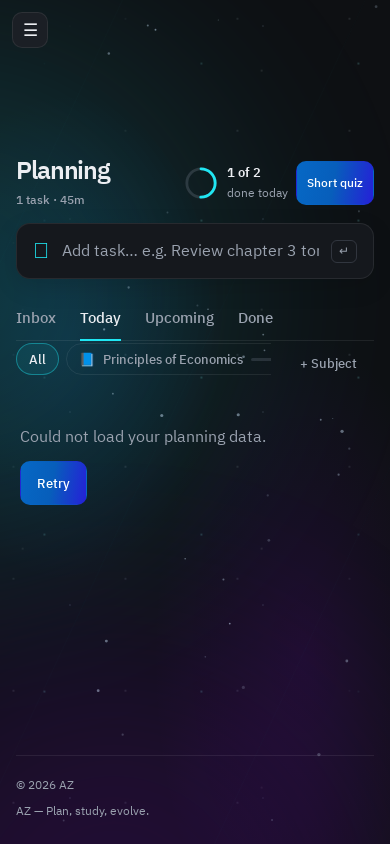 ☰
Planning
1 task · 45m
1 of 2
done today
Short quiz
Add task… e.g. Review chapter 3 to
↵
Inbox
Today
Upcoming
Done
All
📘 Principles of Economics
+ Subject
Could not load your planning data.
Retry
© 2026 AZ
AZ — Plan, study, evolve.